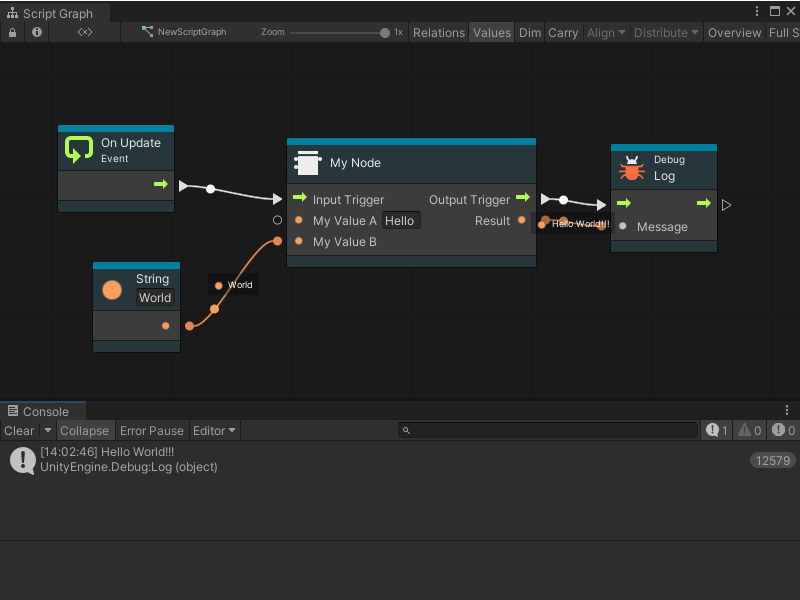 Script Graph
NewScriptGraph Zoom 1x Relations Values Dim Carry Align Distribute Overview Full S
On Update
Event
My Node
Input Trigger Output Trigger
My Value A Hello Result
My Value B
Debug
Log
Hello World!!!
Message
String
World
World
Console
Clear Collapse Error Pause Editor 1 0 0
[14:02:46] Hello World!!!
UnityEngine.Debug:Log (object)
12579